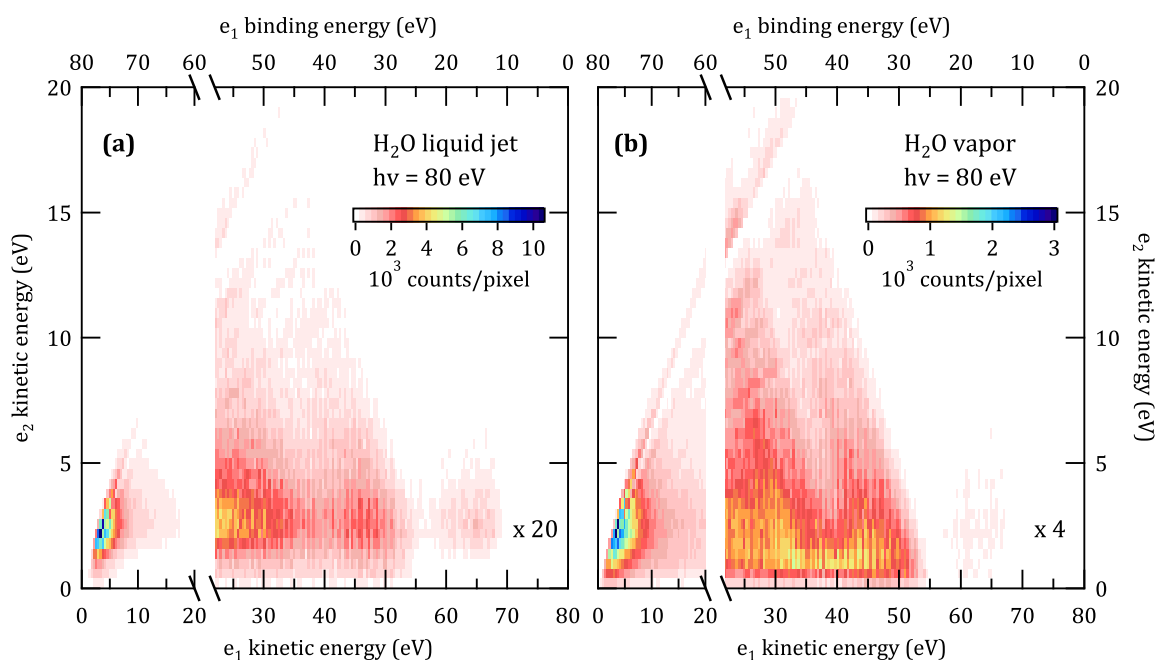 e₁ binding energy (eV)
e₁ binding energy (eV)
80 70 60 50 40 30 20 10 0
80 70 60 50 40 30 20 10 0
20
15
10
5
0
e₂ kinetic energy (eV)
(a)
H₂O liquid jet
hν = 80 eV
0 2 4 6 8 10
10³ counts/pixel
x 20
(b)
H₂O vapor
hν = 80 eV
0 1 2 3
10³ counts/pixel
x 4
20
15
10
5
0
e₂ kinetic energy (eV)
0 10 20 30 40 50 60 70 80
0 10 20 30 40 50 60 70 80
e₁ kinetic energy (eV)
e₁ kinetic energy (eV)